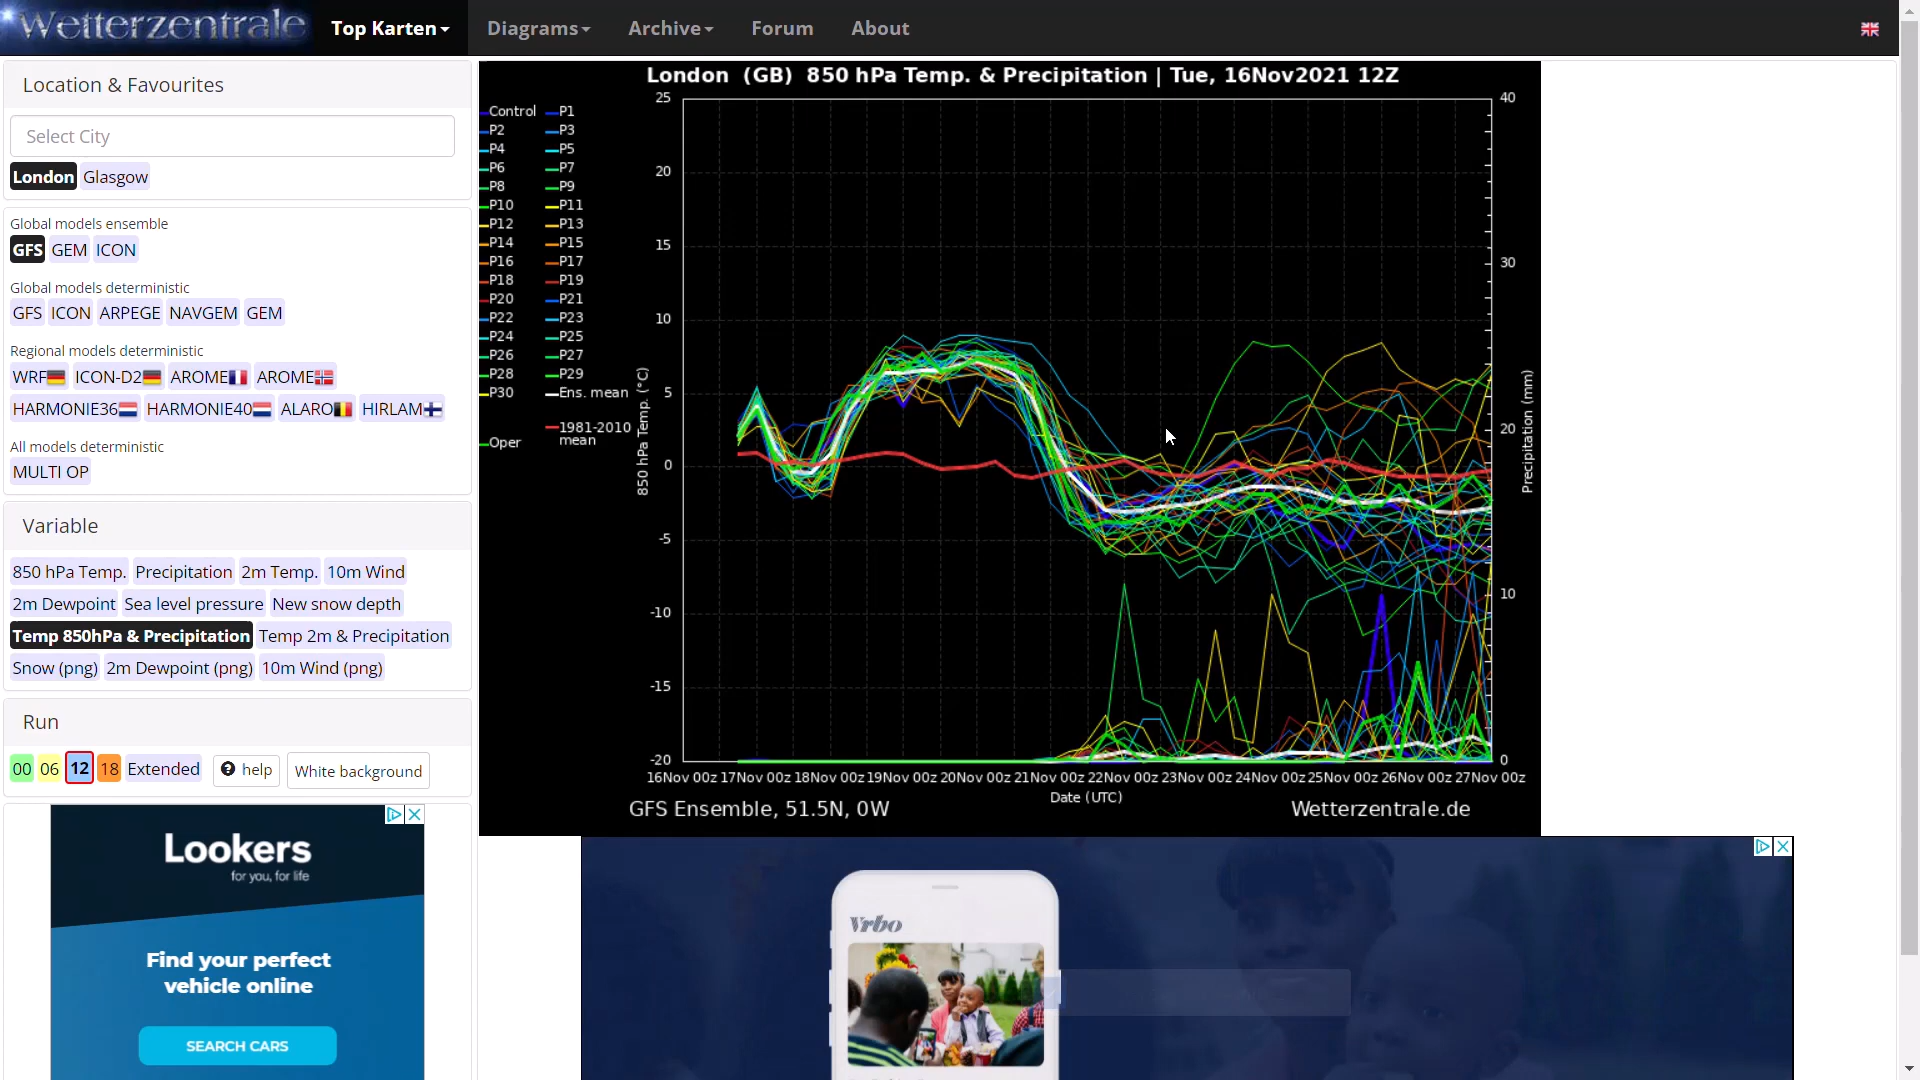 Wetterzentrale
Top Karten
Diagrams
Archive
Forum
About
Location & Favourites
Select City
London Glasgow
Global models ensemble
GFS GEM ICON
Global models deterministic
GFS ICON ARPEGE NAVGEM GEM
Regional models deterministic
WRF ICON-D2 AROME AROME
HARMONIE36 HARMONIE40 ALARO HIRLAM
All models deterministic
MULTI OP
Variable
850 hPa Temp. Precipitation 2m Temp. 10m Wind
2m Dewpoint Sea level pressure New snow depth
Temp 850hPa & Precipitation Temp 2m & Precipitation
Snow (png) 2m Dewpoint (png) 10m Wind (png)
Run
00 06 12 18 Extended help White background
Lookers
for you, for life
Find your perfect
vehicle online
SEARCH CARS
London (GB) 850 hPa Temp. & Precipitation | Tue, 16Nov2021 12Z
Control P1
P2 P3
P4 P5
P6 P7
P8 P9
P10 P11
P12 P13
P14 P15
P16 P17
P18 P19
P20 P21
P22 P23
P24 P25
P26 P27
P28 P29
P30 Ens. mean
1981-2010
mean
Oper
850 hPa Temp. (°C)
25
20
15
10
5
0
-5
-10
-15
-20
40
30
20
10
0
Precipitation (mm)
16Nov 00z 17Nov 00z 18Nov 00z 19Nov 00z 20Nov 00z 21Nov 00z 22Nov 00z 23Nov 00z 24Nov 00z 25Nov 00z 26Nov 00z 27Nov 00z
Date (UTC)
GFS Ensemble, 51.5N, 0W
Wetterzentrale.de
Vrbo